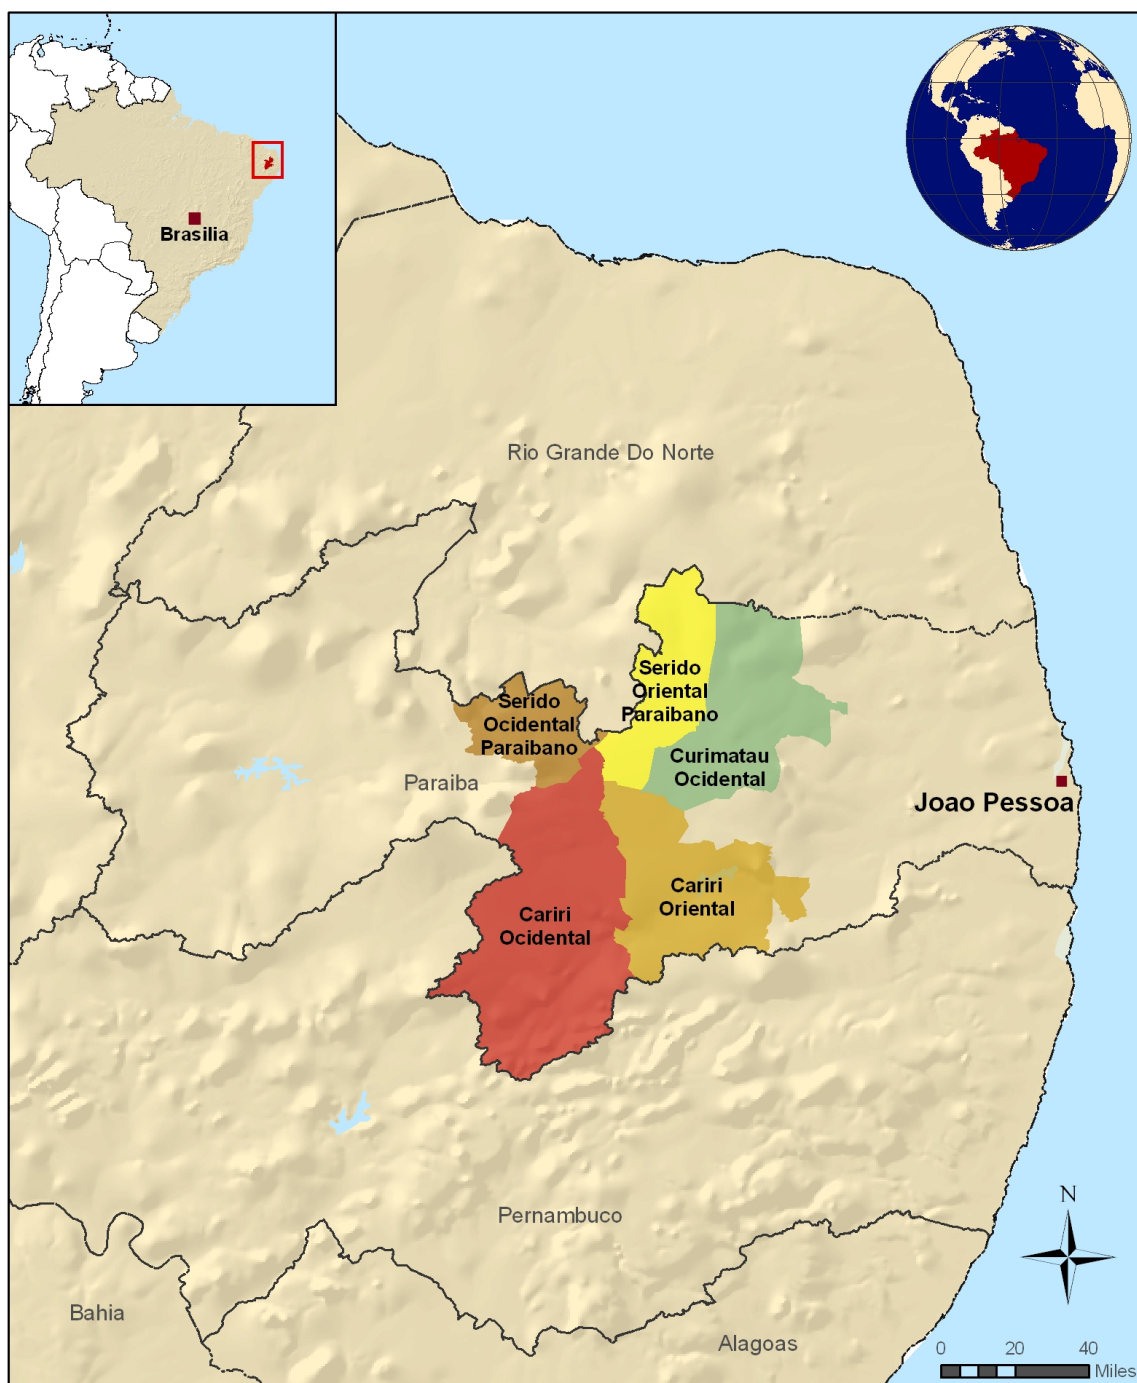 Brasilia
Rio Grande Do Norte
Serido
Oriental
Paraibano
Serido
Ocidental
Paraibano
Curimatau
Ocidental
Paraiba
Joao Pessoa
Cariri
Oriental
Cariri
Ocidental
N
Pernambuco
Bahia
Alagoas
0 20 40
Miles